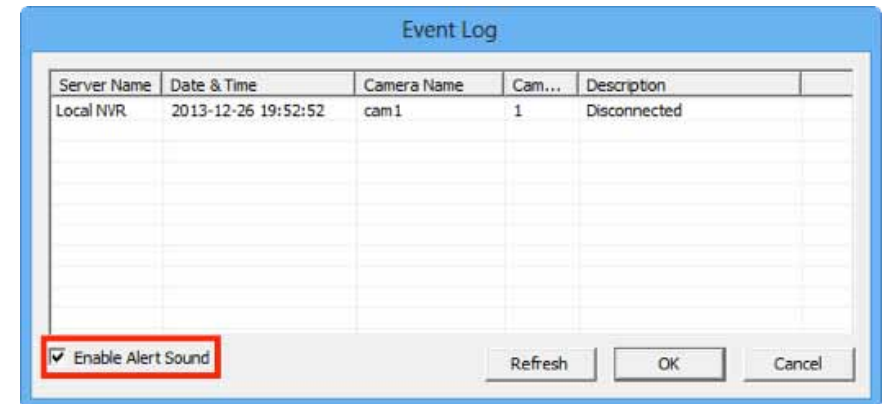 Event Log
Server Name Date & Time Camera Name Cam... Description
Local NVR 2013-12-26 19:52:52 cam1 1 Disconnected
Enable Alert Sound Refresh OK Cancel